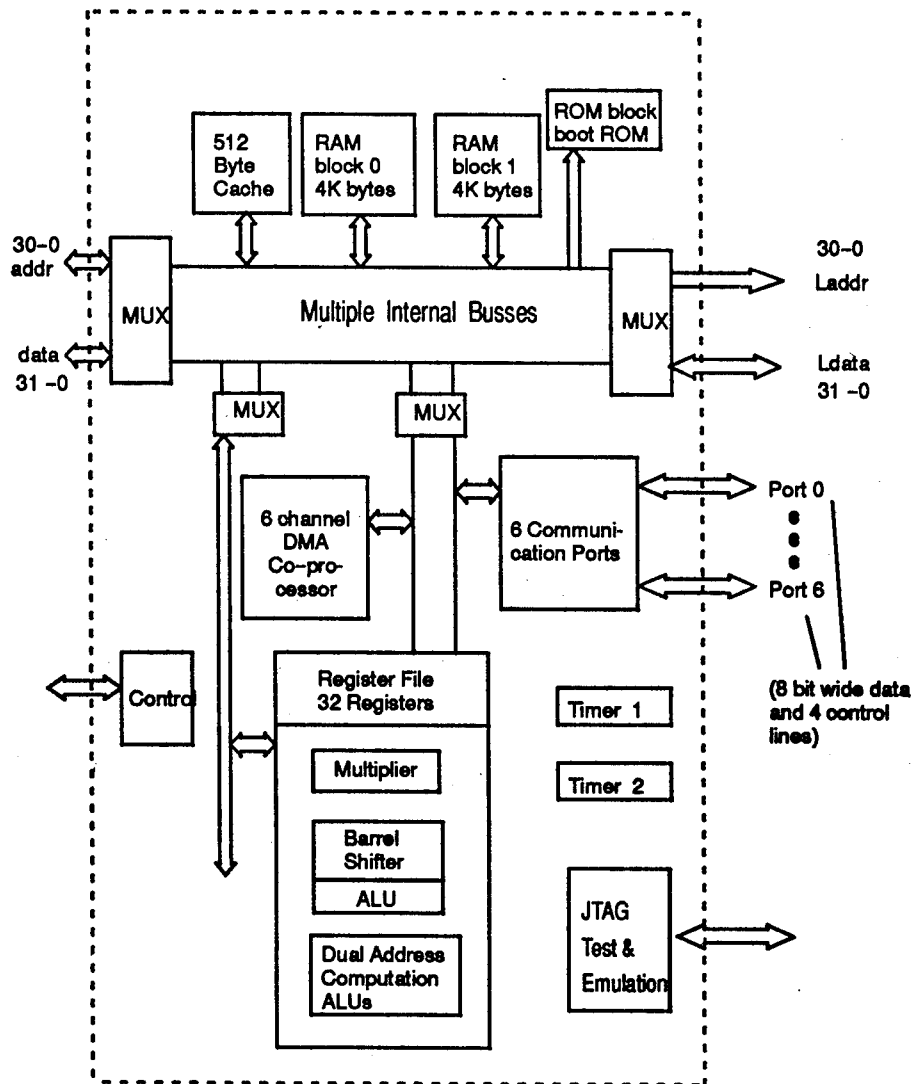 512
Byte
Cache
RAM
block 0
4K bytes
RAM
block 1
4K bytes
ROM block
boot ROM
30-0
addr
data
31 -0
MUX
Multiple Internal Busses
MUX
30-0
Laddr
Ldata
31 -0
MUX
MUX
6 channel
DMA
Co-pro-
cessor
6 Communi-
cation Ports
Port 0
Port 6
(8 bit wide data
and 4 control
lines)
Control
Register File
32 Registers
Multiplier
Barrel
Shifter
ALU
Dual Address
Computation
ALUs
Timer 1
Timer 2
JTAG
Test &
Emulation